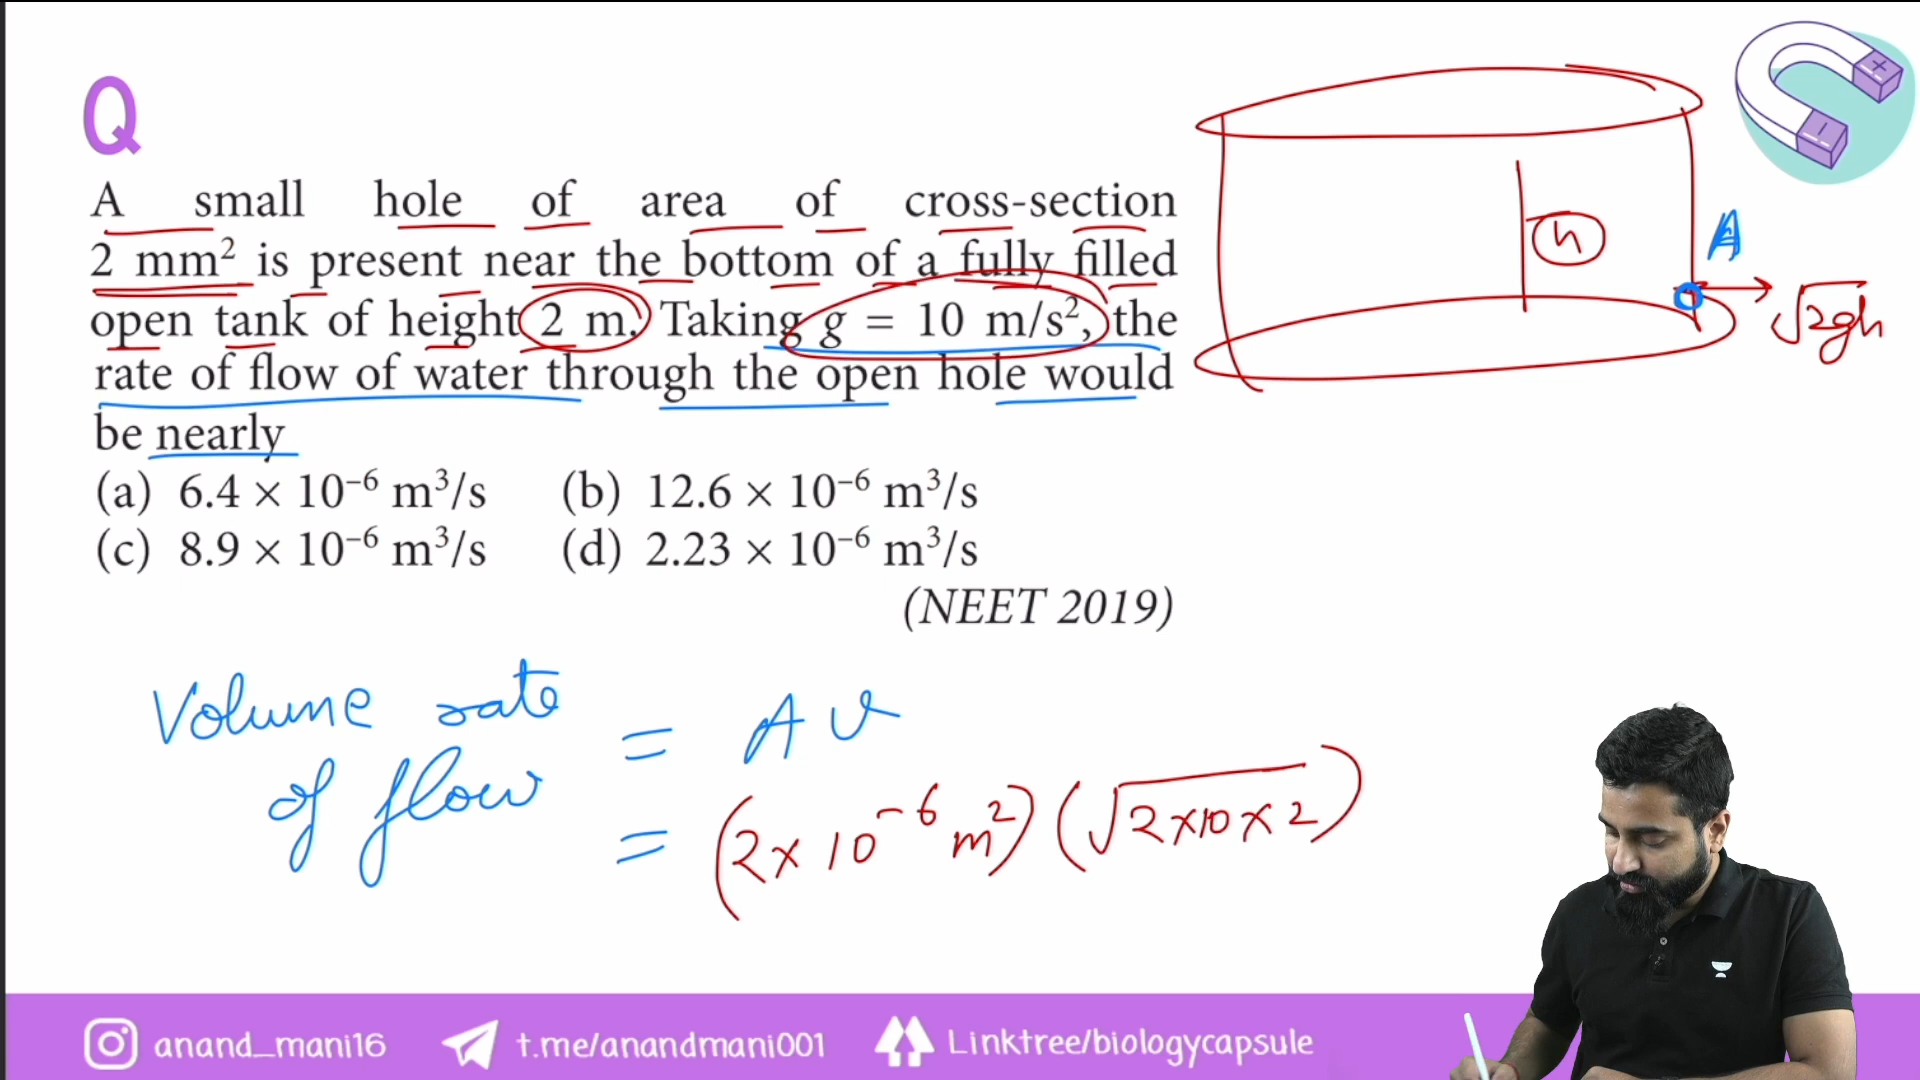 Q
A small hole of area of cross-section
2 mm² is present near the bottom of a fully filled
open tank of height 2 m. Taking g = 10 m/s², the
rate of flow of water through the open hole would
be nearly
(a) 6.4 × 10⁻⁶ m³/s (b) 12.6 × 10⁻⁶ m³/s
(c) 8.9 × 10⁻⁶ m³/s (d) 2.23 × 10⁻⁶ m³/s
(NEET 2019)
h
A
√2gh
Volume rate
of flow = Av
= (2×10⁻⁶ m²)(√2×10×2)
anand_mani16
t.me/anandmani001
Linktree/biologycapsule